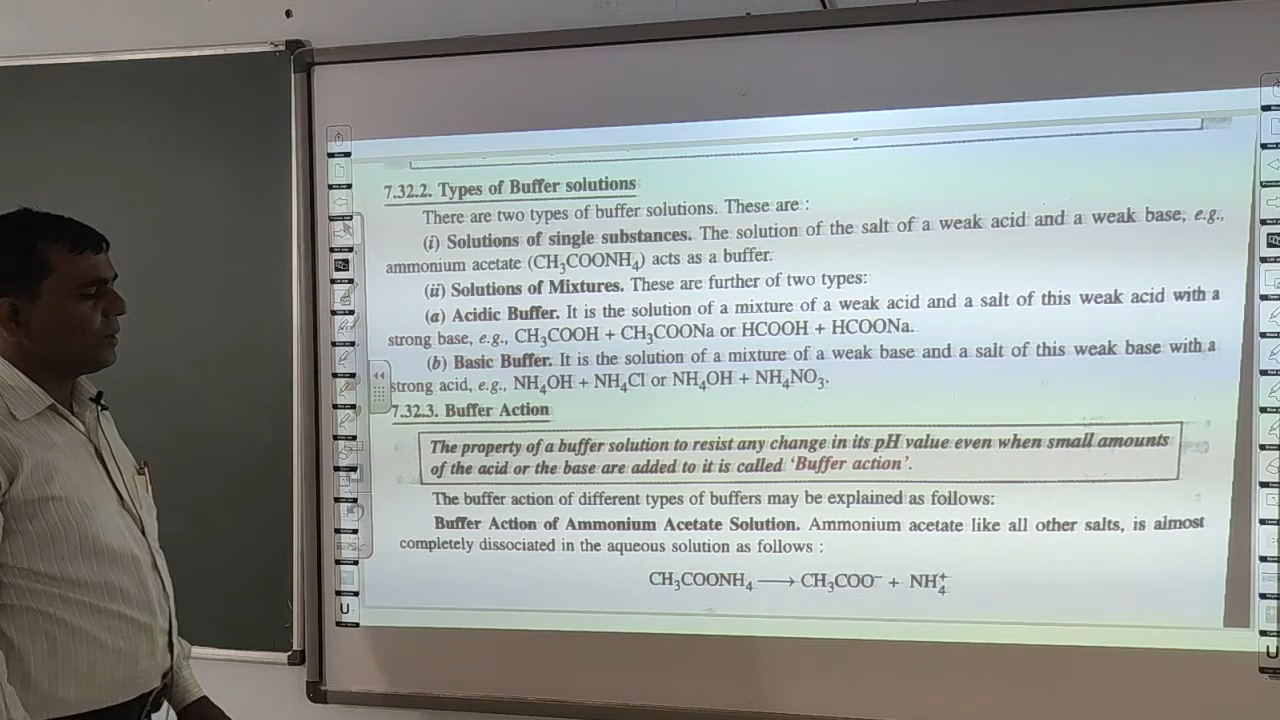 7.32.2. Types of Buffer solutions
There are two types of buffer solutions. These are :
(i) Solutions of single substances. The solution of the salt of a weak acid and a weak base, e.g.,
ammonium acetate (CH₃COONH₄) acts as a buffer.
(ii) Solutions of Mixtures. These are further of two types:
(a) Acidic Buffer. It is the solution of a mixture of a weak acid and a salt of this weak acid with a
strong base, e.g., CH₃COOH + CH₃COONa or HCOOH + HCOONa.
(b) Basic Buffer. It is the solution of a mixture of a weak base and a salt of this weak base with a
strong acid, e.g., NH₄OH + NH₄Cl or NH₄OH + NH₄NO₃.
7.32.3. Buffer Action
The property of a buffer solution to resist any change in its pH value even when small amounts
of the acid or the base are added to it is called ‘Buffer action’.
The buffer action of different types of buffers may be explained as follows:
Buffer Action of Ammonium Acetate Solution. Ammonium acetate like all other salts, is almost
completely dissociated in the aqueous solution as follows :
CH₃COONH₄ ⟶ CH₃COO⁻ + NH₄⁺